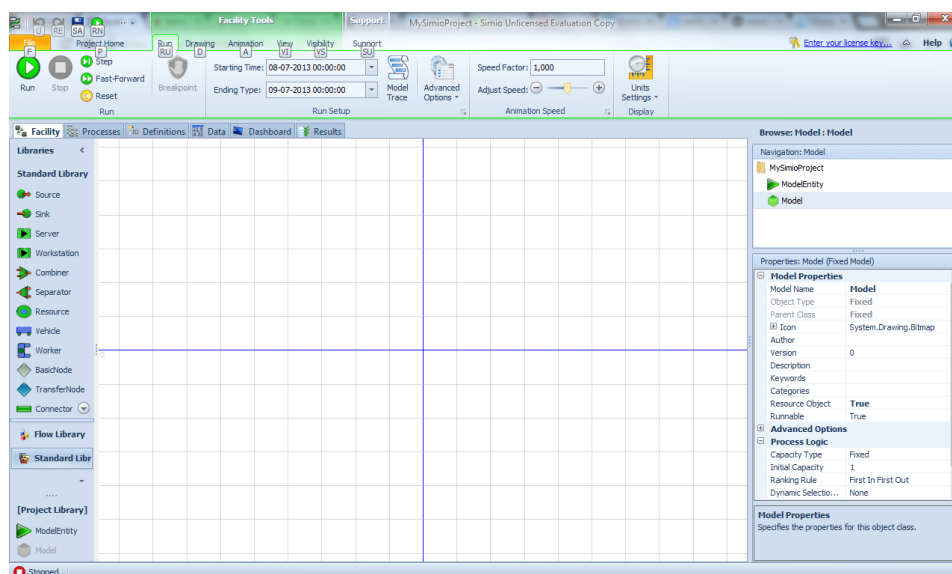 Facility Tools Support MySimioProject - Simio Unlicensed Evaluation Copy
U RE SA RN
File Project Home Run Drawing Animation View Visibility Support Enter your license key... Help
F P RU D A VI VS SU
Run Stop Step Fast-Forward Reset
Breakpoint
Starting Time: 08-07-2013 00:00:00
Ending Type: 09-07-2013 00:00:00
Model Trace
Advanced Options
Speed Factor: 1,000
Adjust Speed:
Units Settings
Run Run Setup Animation Speed Display
Facility Processes Definitions Data Dashboard Results
Libraries <
Standard Library
Source
Sink
Server
Workstation
Combiner
Separator
Resource
Vehicle
Worker
BasicNode
TransferNode
Connector
Flow Library
Standard Libr
[Project Library]
ModelEntity
Model
Browse: Model : Model
Navigation: Model
MySimioProject
ModelEntity
Model
Properties: Model (Fixed Model)
Model Properties
Model Name Model
Object Type Fixed
Parent Class Fixed
Icon System.Drawing.Bitmap
Author
Version 0
Description
Keywords
Categories
Resource Object True
Runnable True
Advanced Options
Process Logic
Capacity Type Fixed
Initial Capacity 1
Ranking Rule First In First Out
Dynamic Selectio... None
Model Properties
Specifies the properties for this object class.
Stopped